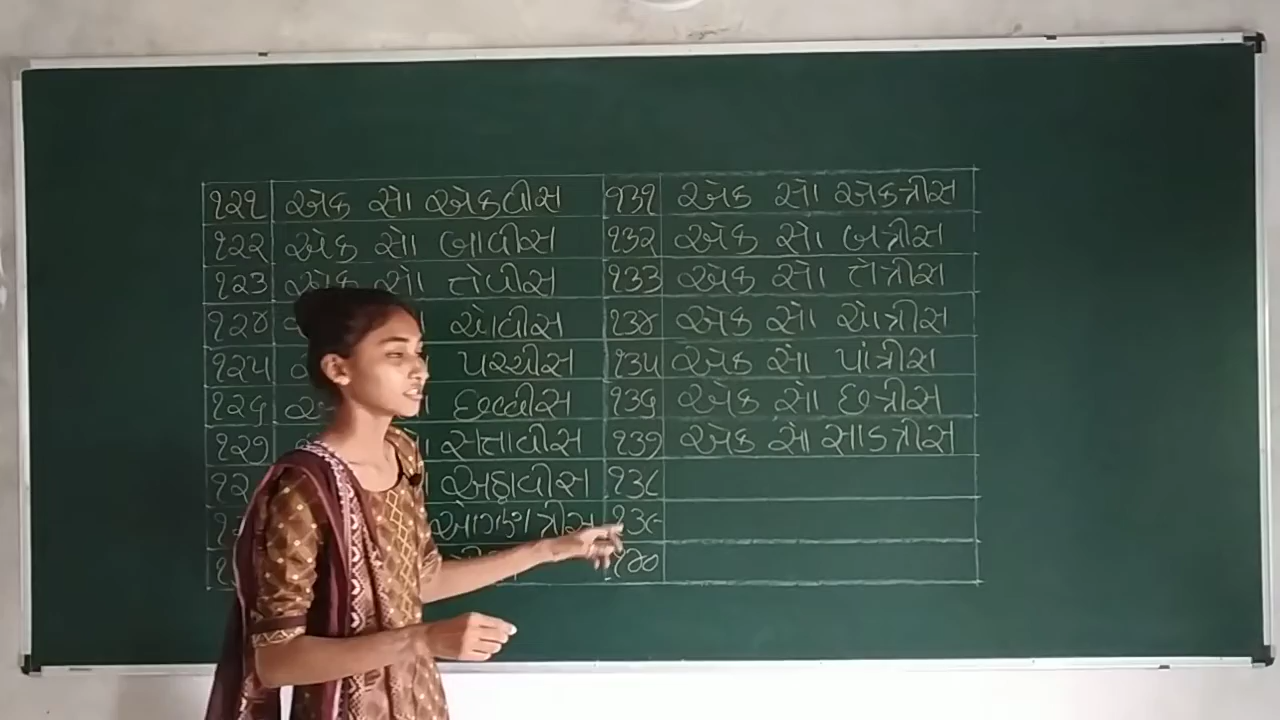 ૧૨૧ એક સો એકવીસ ૧૩૧ એક સો એકત્રીસ
૧૨૨ એક સો બાવીસ ૧૩૨ એક સો બત્રીસ
૧૨૩ એક સો તેવીસ ૧૩૩ એક સો તેત્રીસ
૧૨૪ ચોવીસ ૧૩૪ એક સો ચોત્રીસ
૧૨૫ પચ્ચીસ ૧૩૫ એક સો પાંત્રીસ
૧૨૬ છવ્વીસ ૧૩૬ એક સો છત્રીસ
૧૨૭ સતાવીસ ૧૩૭ એક સો સાડત્રીસ
અઠ્ઠાવીસ ૧૩૮
ઓગણત્રીસ ૧૩૯
૧૪૦